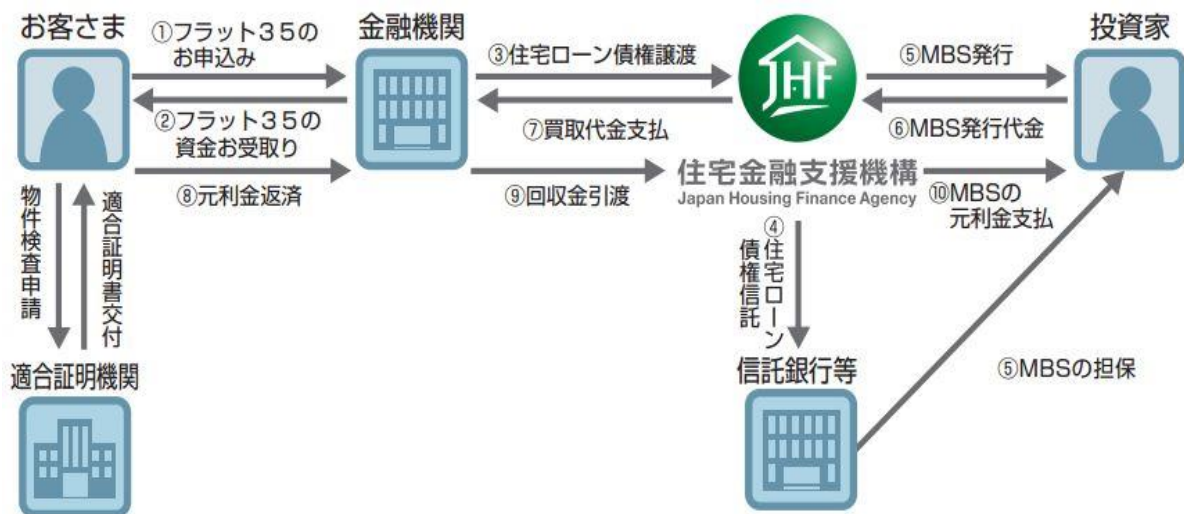 お客さま
①フラット35の
お申込み
金融機関
③住宅ローン債権譲渡
JHF
⑤MBS発行
投資家
②フラット35の
資金お受取り
⑦買取代金支払
⑥MBS発行代金
⑧元利金返済
⑨回収金引渡
住宅金融支援機構
Japan Housing Finance Agency
⑩MBSの
元利金支払
物件検査申請
適合証明書交付
④住宅ローン
債権信託
適合証明機関
信託銀行等
⑤MBSの担保